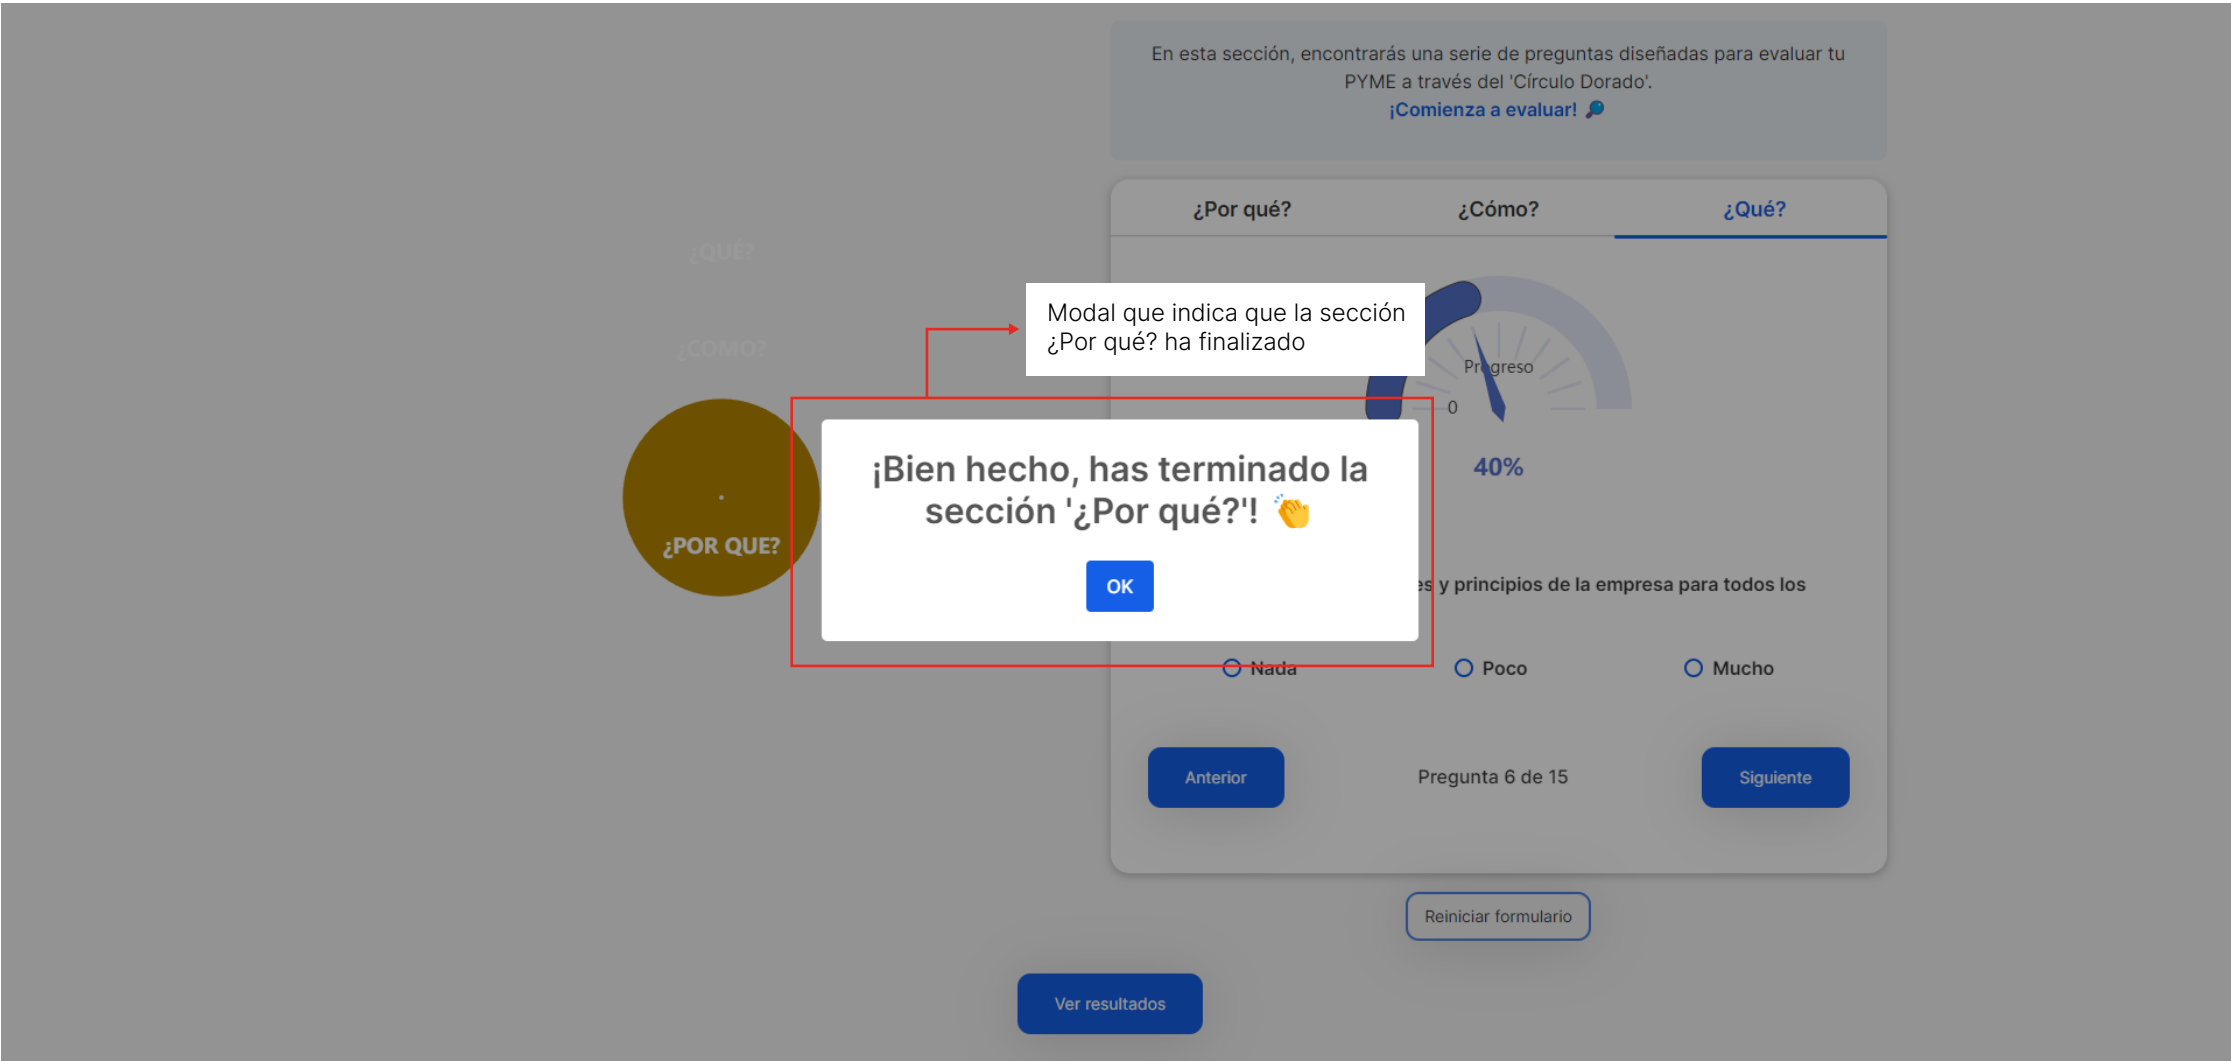 En esta sección, encontrarás una serie de preguntas diseñadas para evaluar tu
PYME a través del 'Círculo Dorado'.
¡Comienza a evaluar!
¿Por qué? ¿Cómo? ¿Qué?
¿QUÉ?
¿COMO?
¿POR QUE?
Modal que indica que la sección
¿Por qué? ha finalizado
Progreso
0
40%
¡Bien hecho, has terminado la
sección '¿Por qué?'!
OK
y principios de la empresa para todos los
Nada Poco Mucho
Anterior Pregunta 6 de 15 Siguiente
Reiniciar formulario
Ver resultados